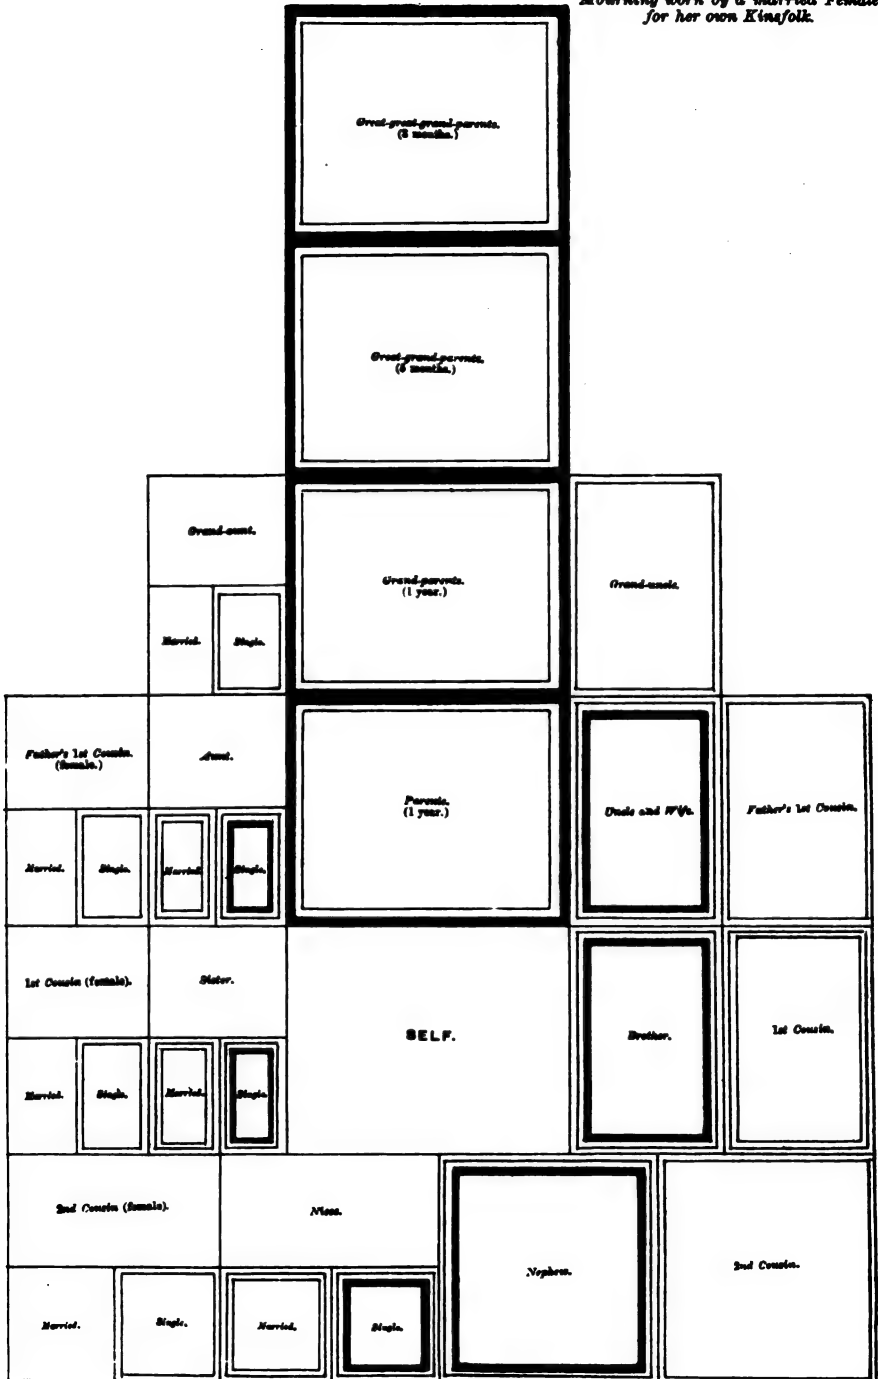 Mourning worn by a married Female
for her own Kinsfolk.
Great-great-grand-parents.
(3 months.)
Great-grand-parents.
(5 months.)
Grand-aunt.
Grand-parents.
(1 year.)
Grand-uncle.
Married.
Single.
Father's 1st Cousin.
(female.)
Aunt.
Parents.
(1 year.)
Uncle and Wife.
Father's 1st Cousin.
Married.
Single.
Married.
Single.
1st Cousin (female).
Sister.
SELF.
Brother.
1st Cousin.
Married.
Single.
Married.
Single.
2nd Cousin (female).
Niece.
Nephew.
2nd Cousin.
Married.
Single.
Married.
Single.